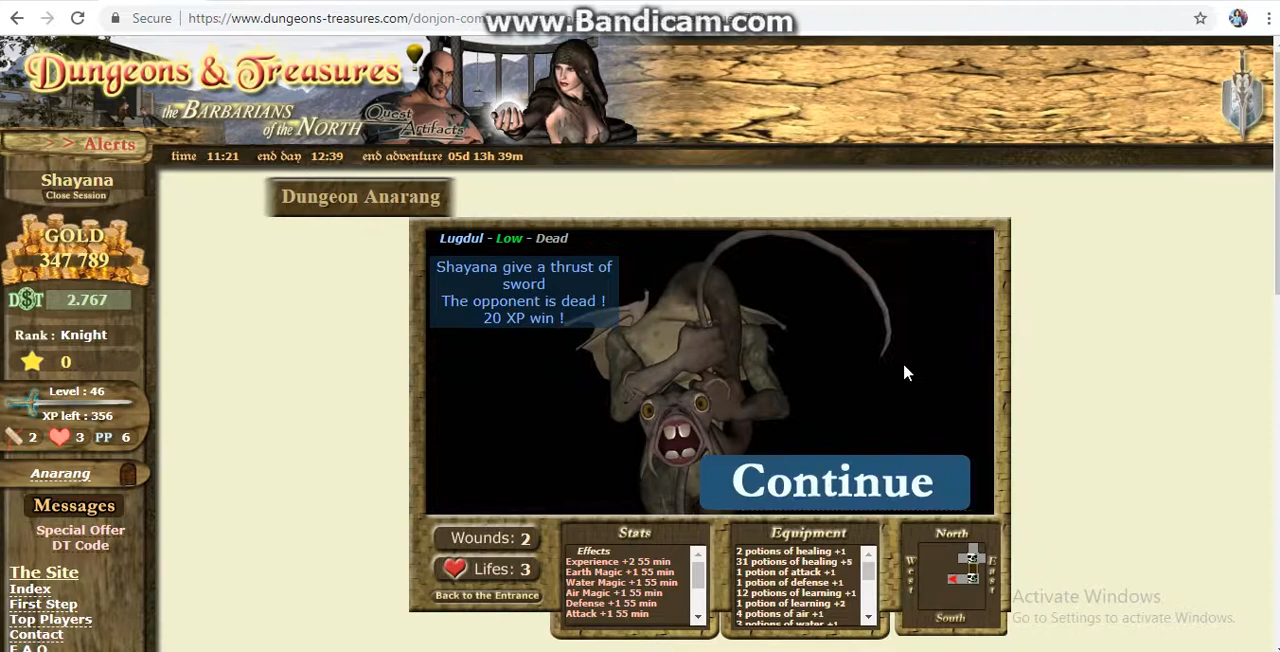 Secure
https://www.dungeons-treasures.com/donjon-com
www.Bandicam.com
Dungeons & Treasures
the BARBARIANS
of the NORTH
Quest
Artifacts
> > Alerts
time 11:21 end day 12:39 end adventure 05d 13h 39m
Shayana
Close Session
GOLD
347 789
D$T 2.767
Rank : Knight
0
Level : 46
XP left : 356
2 3 PP 6
Anarang
Messages
Special Offer
DT Code
The Site
Index
First Step
Top Players
Contact
F.A.Q
Dungeon Anarang
Lugdul - Low - Dead
Shayana give a thrust of
sword
The opponent is dead !
20 XP win !
Continue
Wounds: 2
Lifes: 3
Back to the Entrance
Stats
Effects
Experience +2 55 min
Earth Magic +1 55 min
Water Magic +1 55 min
Air Magic +1 55 min
Defense +1 55 min
Attack +1 55 min
Equipment
2 potions of healing +1
31 potions of healing +5
1 potion of attack +1
1 potion of defense +1
12 potions of learning +1
1 potion of learning +2
4 potions of air +1
3 potions of water +1
North
West
East
South
Activate Windows
Go to Settings to activate Windows.